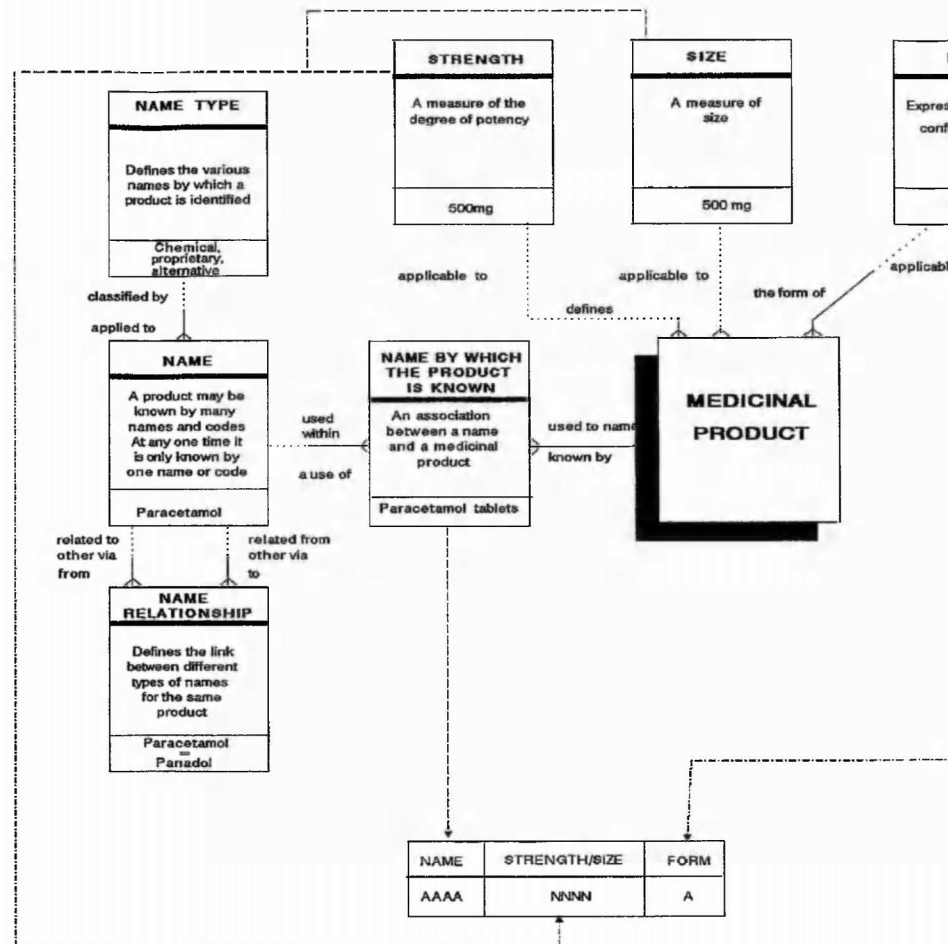 STRENGTH
A measure of the
degree of potency
500mg
SIZE
A measure of
size
500 mg
NAME TYPE
Defines the various
names by which a
product is identified
Chemical,
proprietary,
alternative
classified by
applied to
applicable to
applicable to
defines
the form of
NAME
A product may be
known by many
names and codes
At any one time it
is only known by
one name or code
Paracetamol
used
within
a use of
NAME BY WHICH
THE PRODUCT
IS KNOWN
An association
between a name
and a medicinal
product
Paracetamol tablets
used to name
known by
MEDICINAL
PRODUCT
related to
other via
from
related from
other via
to
NAME
RELATIONSHIP
Defines the link
between different
types of names
for the same
product
Paracetamol
=
Panadol
NAME STRENGTH/SIZE FORM
AAAA NNNN A